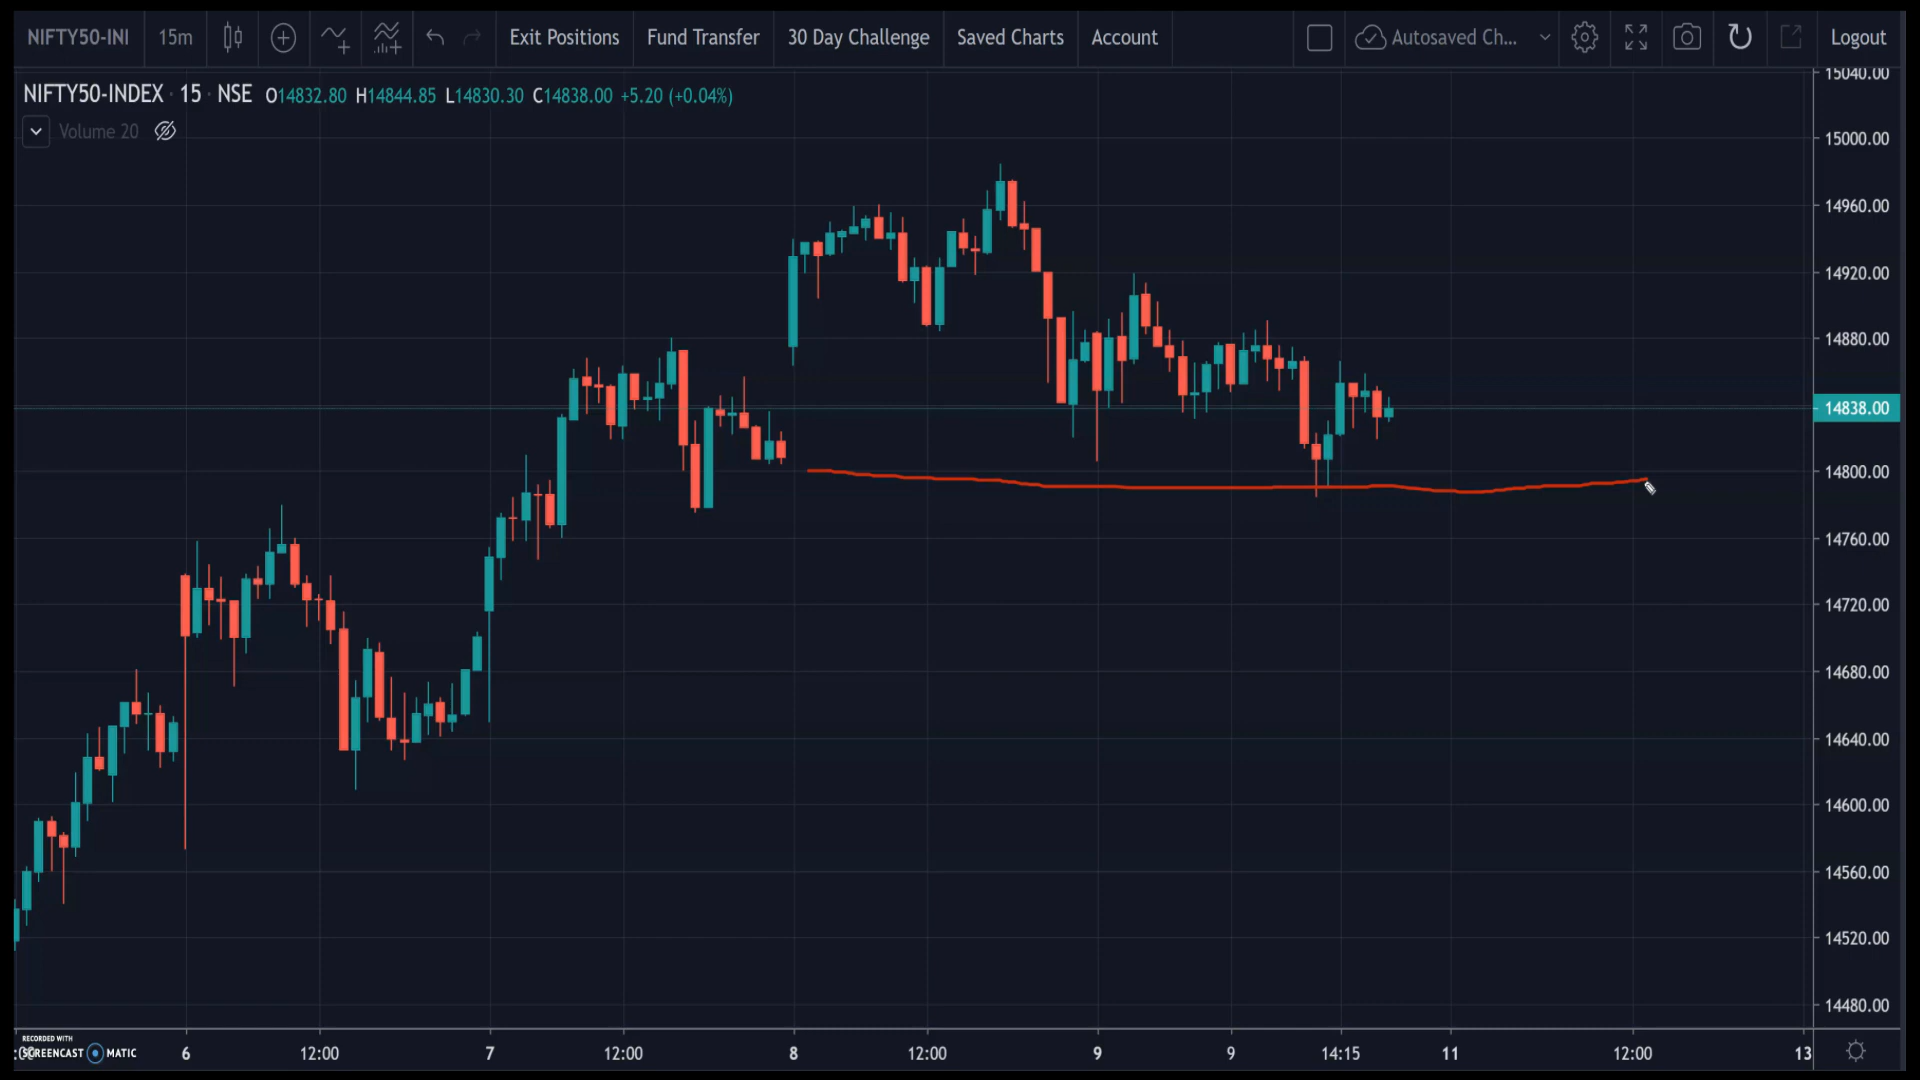 NIFTY50-INI 15m Exit Positions Fund Transfer 30 Day Challenge Saved Charts Account Autosaved Ch... Logout
NIFTY50-INDEX · 15 · NSE O14832.80 H14844.85 L14830.30 C14838.00 +5.20 (+0.04%)
Volume 20
15040.00
15000.00
14960.00
14920.00
14880.00
14838.00
14800.00
14760.00
14720.00
14680.00
14640.00
14600.00
14560.00
14520.00
14480.00
RECORDED WITH
SCREENCAST MATIC
6 12:00 7 12:00 8 12:00 9 9 14:15 11 12:00 13